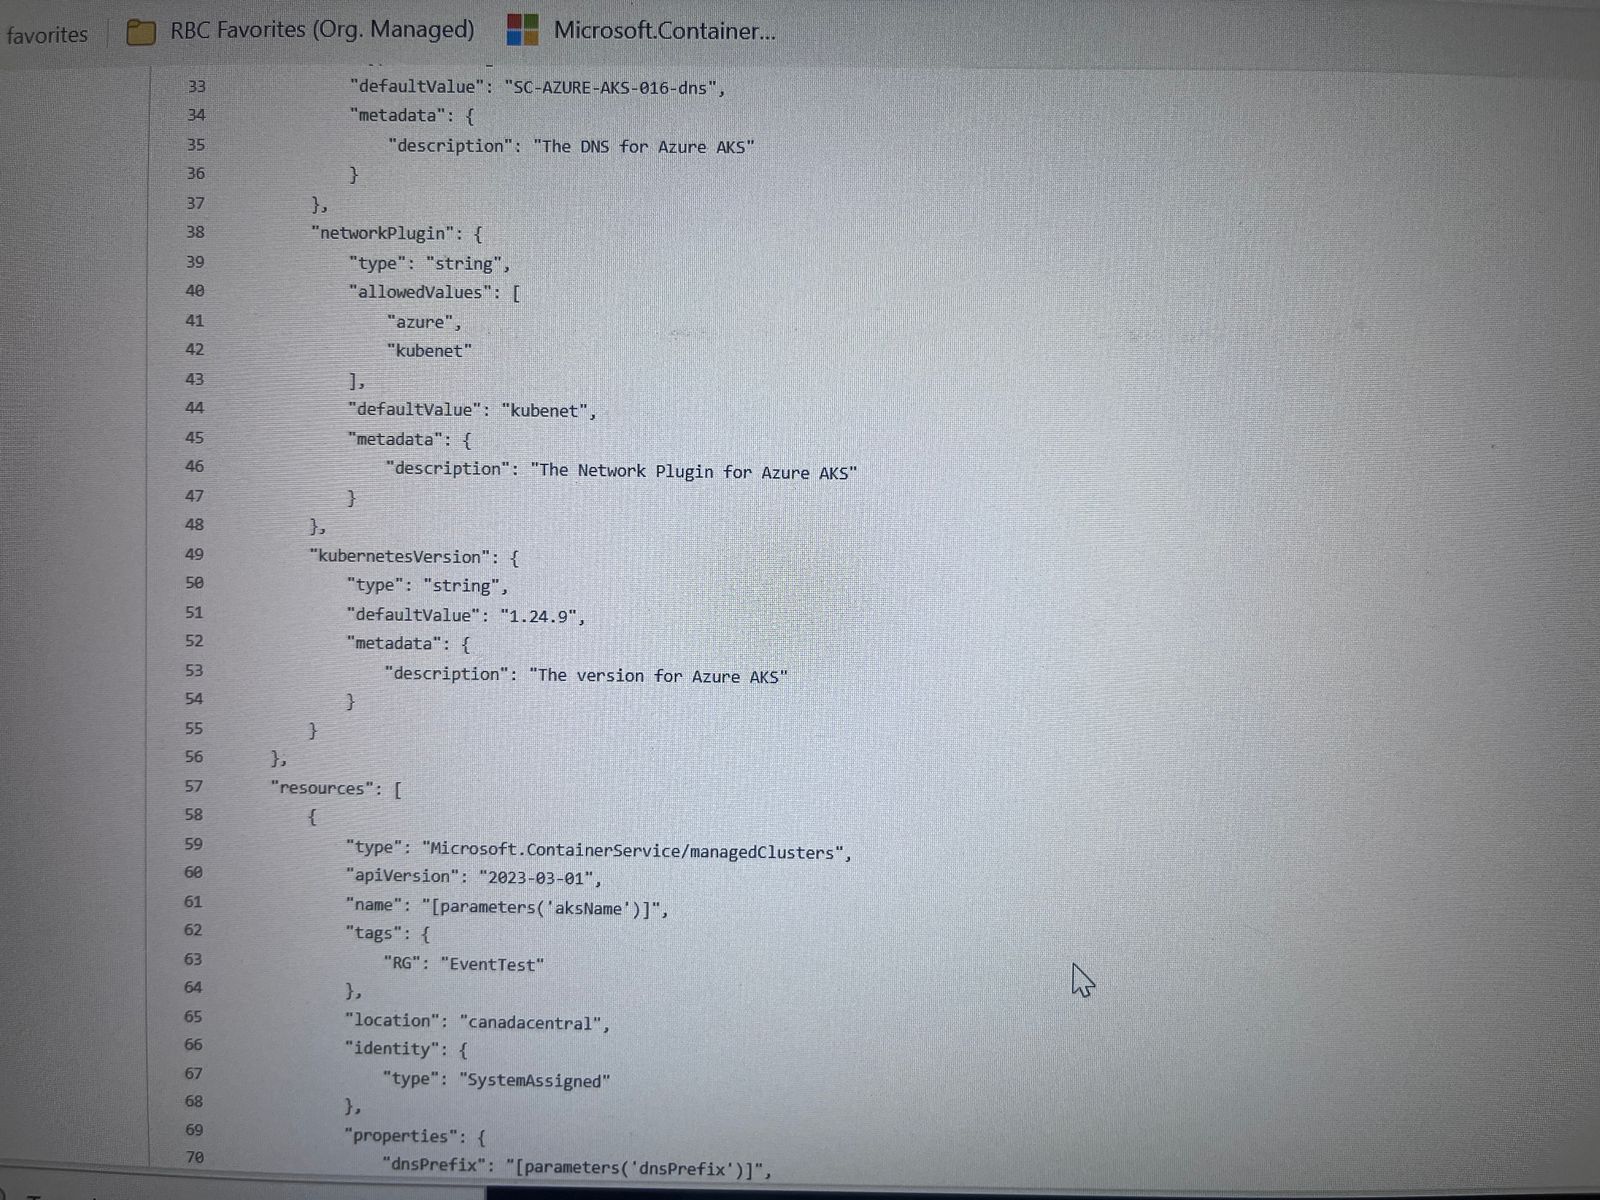 favorites
RBC Favorites (Org. Managed)
Microsoft.Container...
33 "defaultValue": "SC-AZURE-AKS-016-dns",
34 "metadata": {
35 "description": "The DNS for Azure AKS"
36 }
37 },
38 "networkPlugin": {
39 "type": "string",
40 "allowedValues": [
41 "azure",
42 "kubenet"
43 ],
44 "defaultValue": "kubenet",
45 "metadata": {
46 "description": "The Network Plugin for Azure AKS"
47 }
48 },
49 "kubernetesVersion": {
50 "type": "string",
51 "defaultValue": "1.24.9",
52 "metadata": {
53 "description": "The version for Azure AKS"
54 }
55 }
56 },
57 "resources": [
58 {
59 "type": "Microsoft.ContainerService/managedClusters",
60 "apiVersion": "2023-03-01",
61 "name": "[parameters('aksName')]",
62 "tags": {
63 "RG": "EventTest"
64 },
65 "location": "canadacentral",
66 "identity": {
67 "type": "SystemAssigned"
68 },
69 "properties": {
70 "dnsPrefix": "[parameters('dnsPrefix')]",